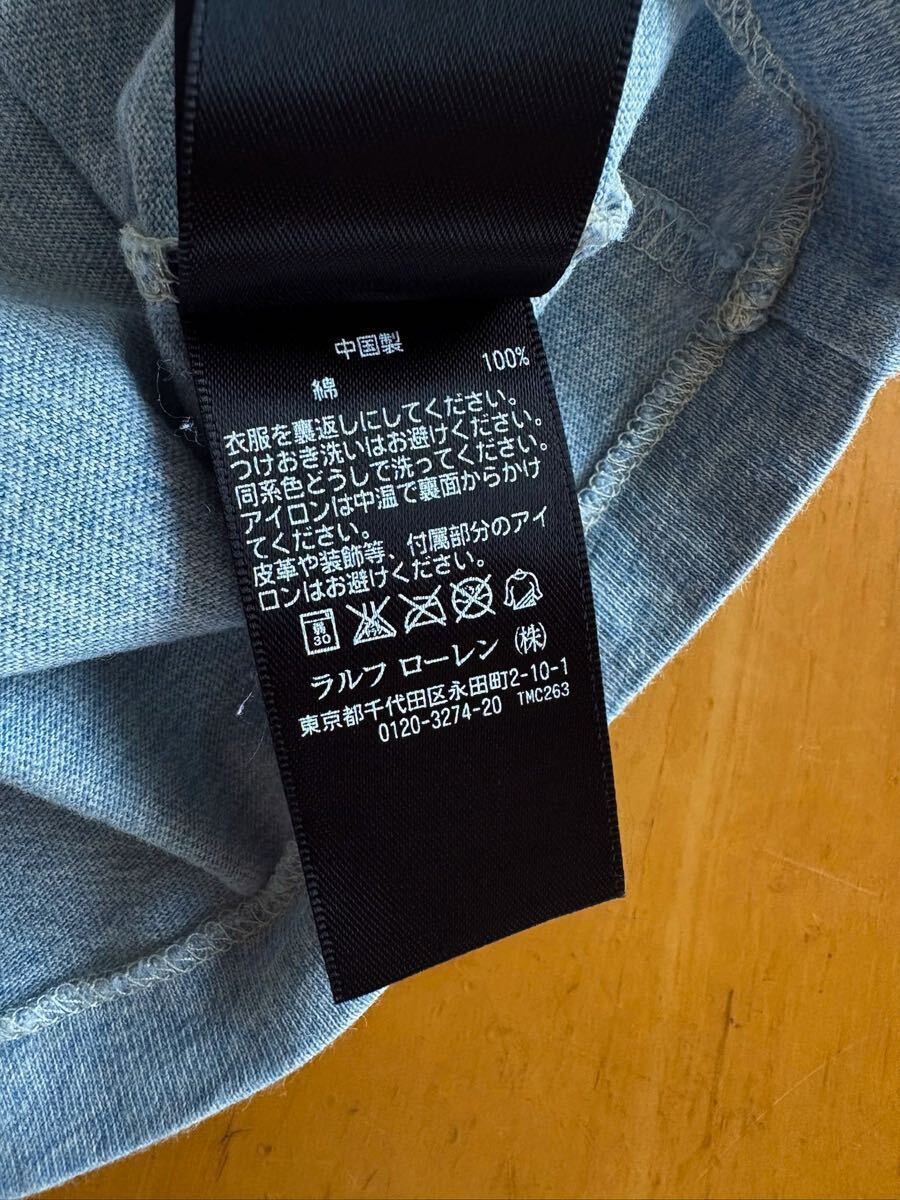 中国製
綿 100%
衣服を裏返しにしてください。
つけおき洗いはお避けください。
同系色どうしで洗ってください。
アイロンは中温で裏面からかけ
てください。
皮革や装飾等、付属部分のアイ
ロンはお避けください。
弱
30
ラルフ ローレン (株)
東京都千代田区永田町2-10-1
0120-3274-20 TMC263